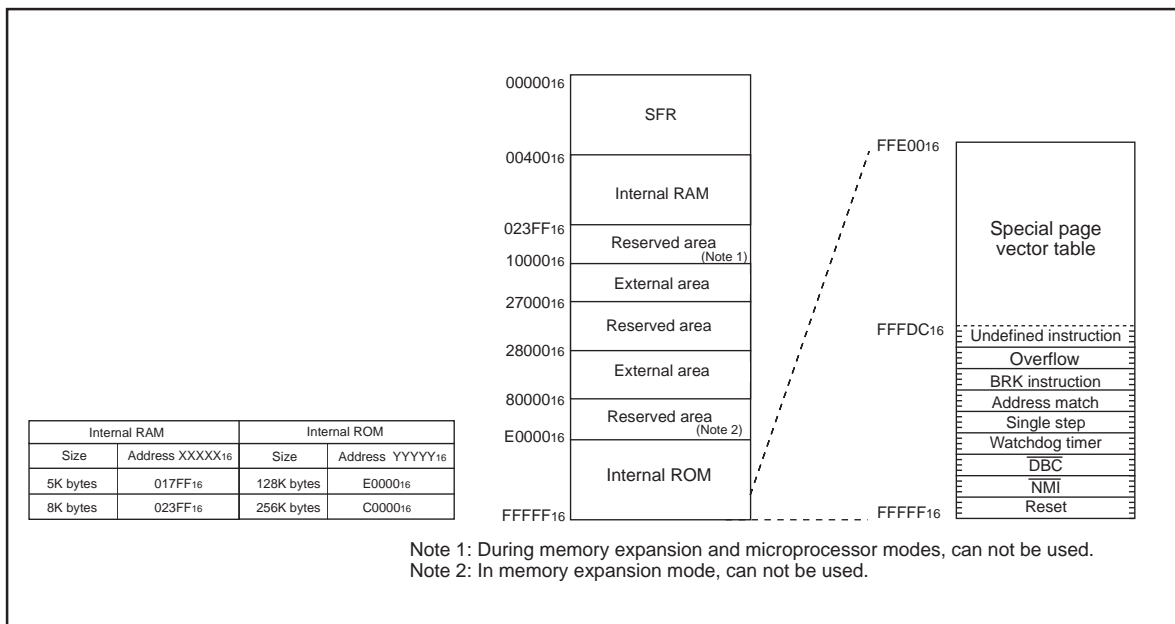 0000016
SFR
0040016
Internal RAM
023FF16
Reserved area
(Note 1)
1000016
External area
2700016
Reserved area
2800016
External area
8000016
Reserved area
(Note 2)
E000016
Internal ROM
FFFFF16
FFE0016
Special page
vector table
FFFDC16
Undefined instruction
Overflow
BRK instruction
Address match
Single step
Watchdog timer
DBC
NMI
Reset
FFFFF16
Internal RAM Internal ROM
Size Address XXXXX16 Size Address YYYYY16
5K bytes 017FF16 128K bytes E000016
8K bytes 023FF16 256K bytes C000016
Note 1: During memory expansion and microprocessor modes, can not be used.
Note 2: In memory expansion mode, can not be used.